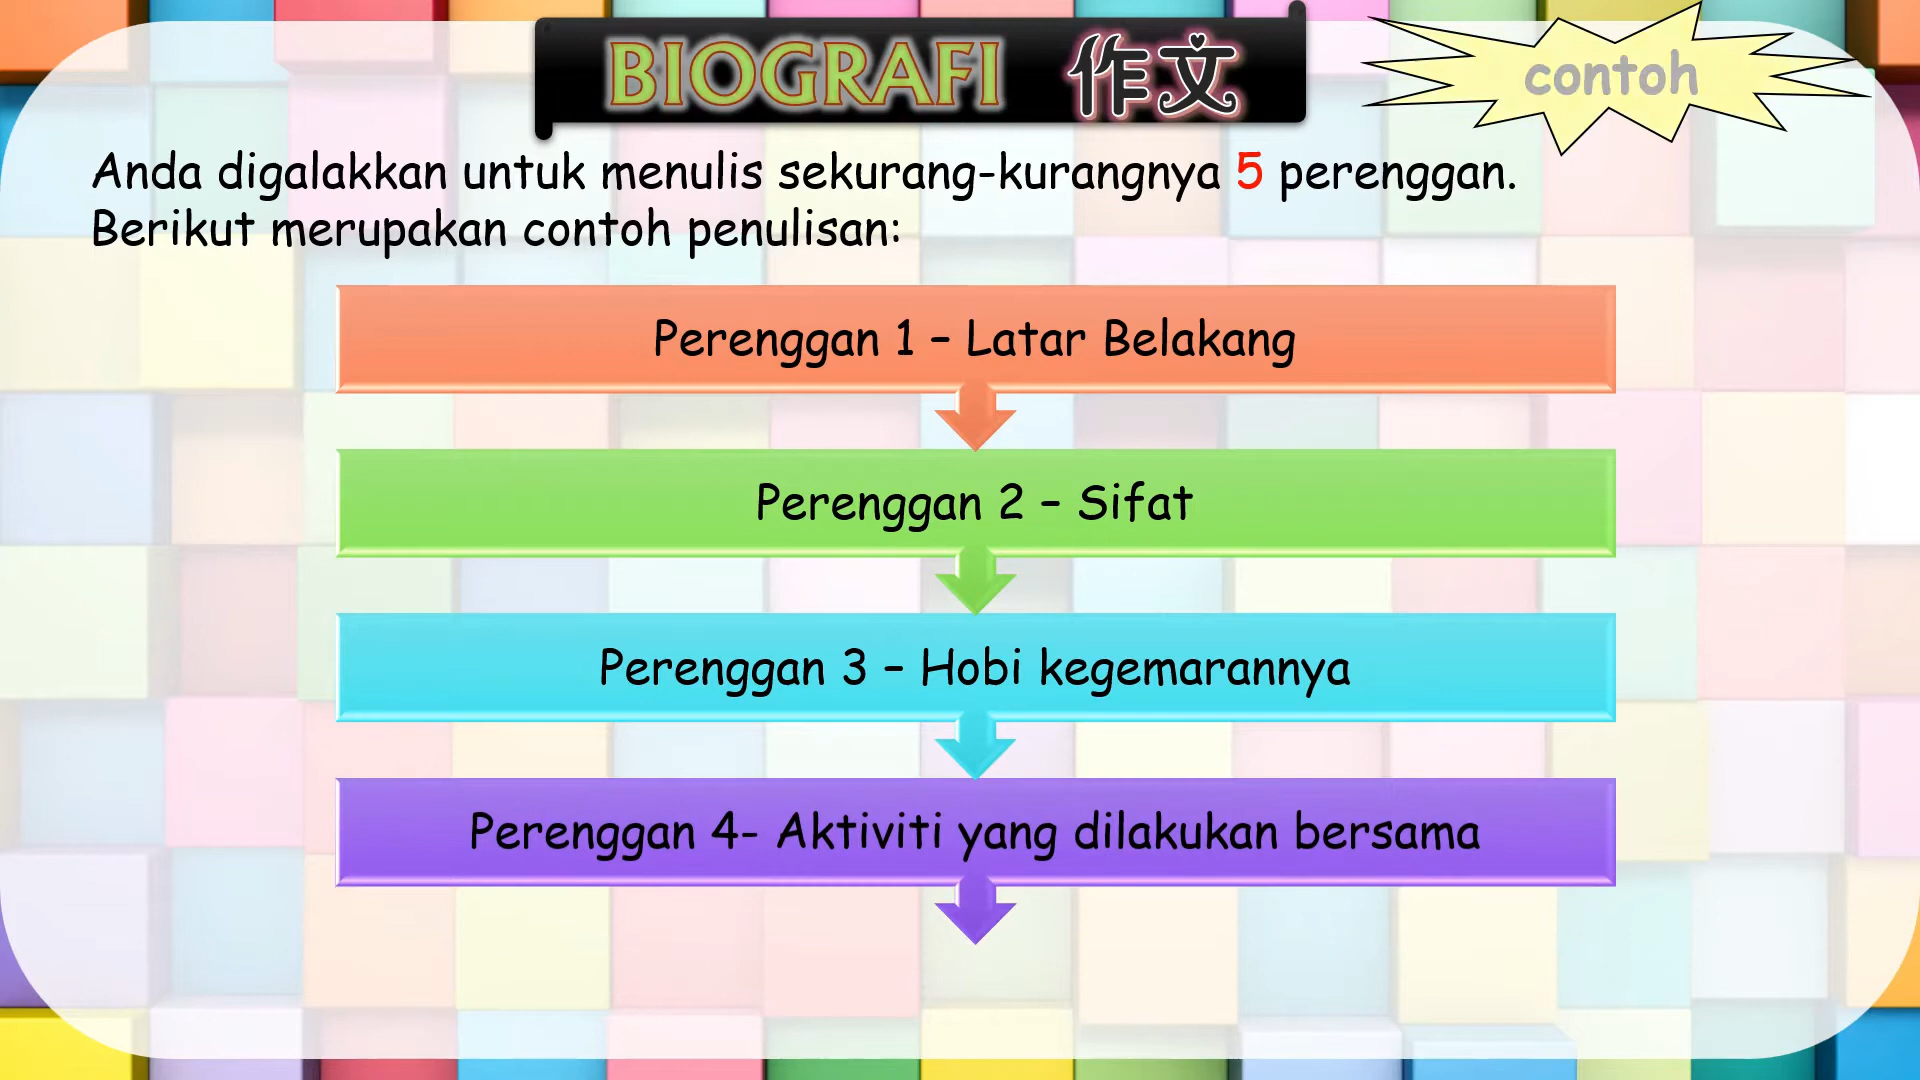 BIOGRAFI 作文
contoh
Anda digalakkan untuk menulis sekurang-kurangnya 5 perenggan.
Berikut merupakan contoh penulisan:
Perenggan 1 – Latar Belakang
Perenggan 2 – Sifat
Perenggan 3 – Hobi kegemarannya
Perenggan 4- Aktiviti yang dilakukan bersama